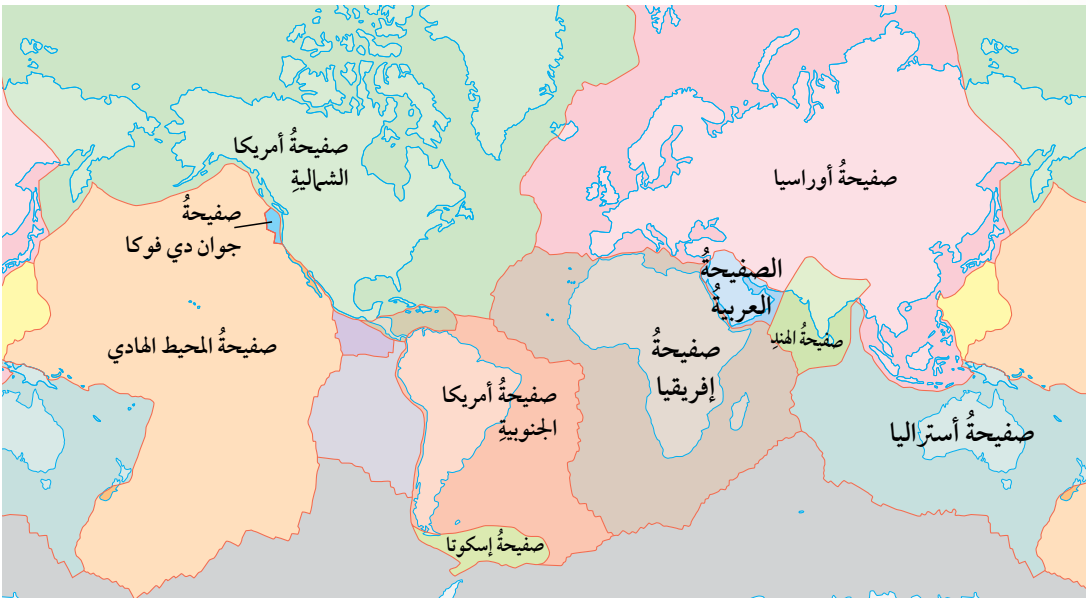 صفيحةُ أمريكا
الشماليةِ
صفيحةُ أوراسيا
صفيحةُ
جوان دي فوكا
الصفيحةُ
العربيةُ
صفيحةُ المحيط الهادي
صفيحةُ الهندِ
صفيحةُ
إفريقيا
صفيحةُ أمريكا
الجنوبيةِ
صفيحةُ أستراليا
صفيحةُ إسكوتا